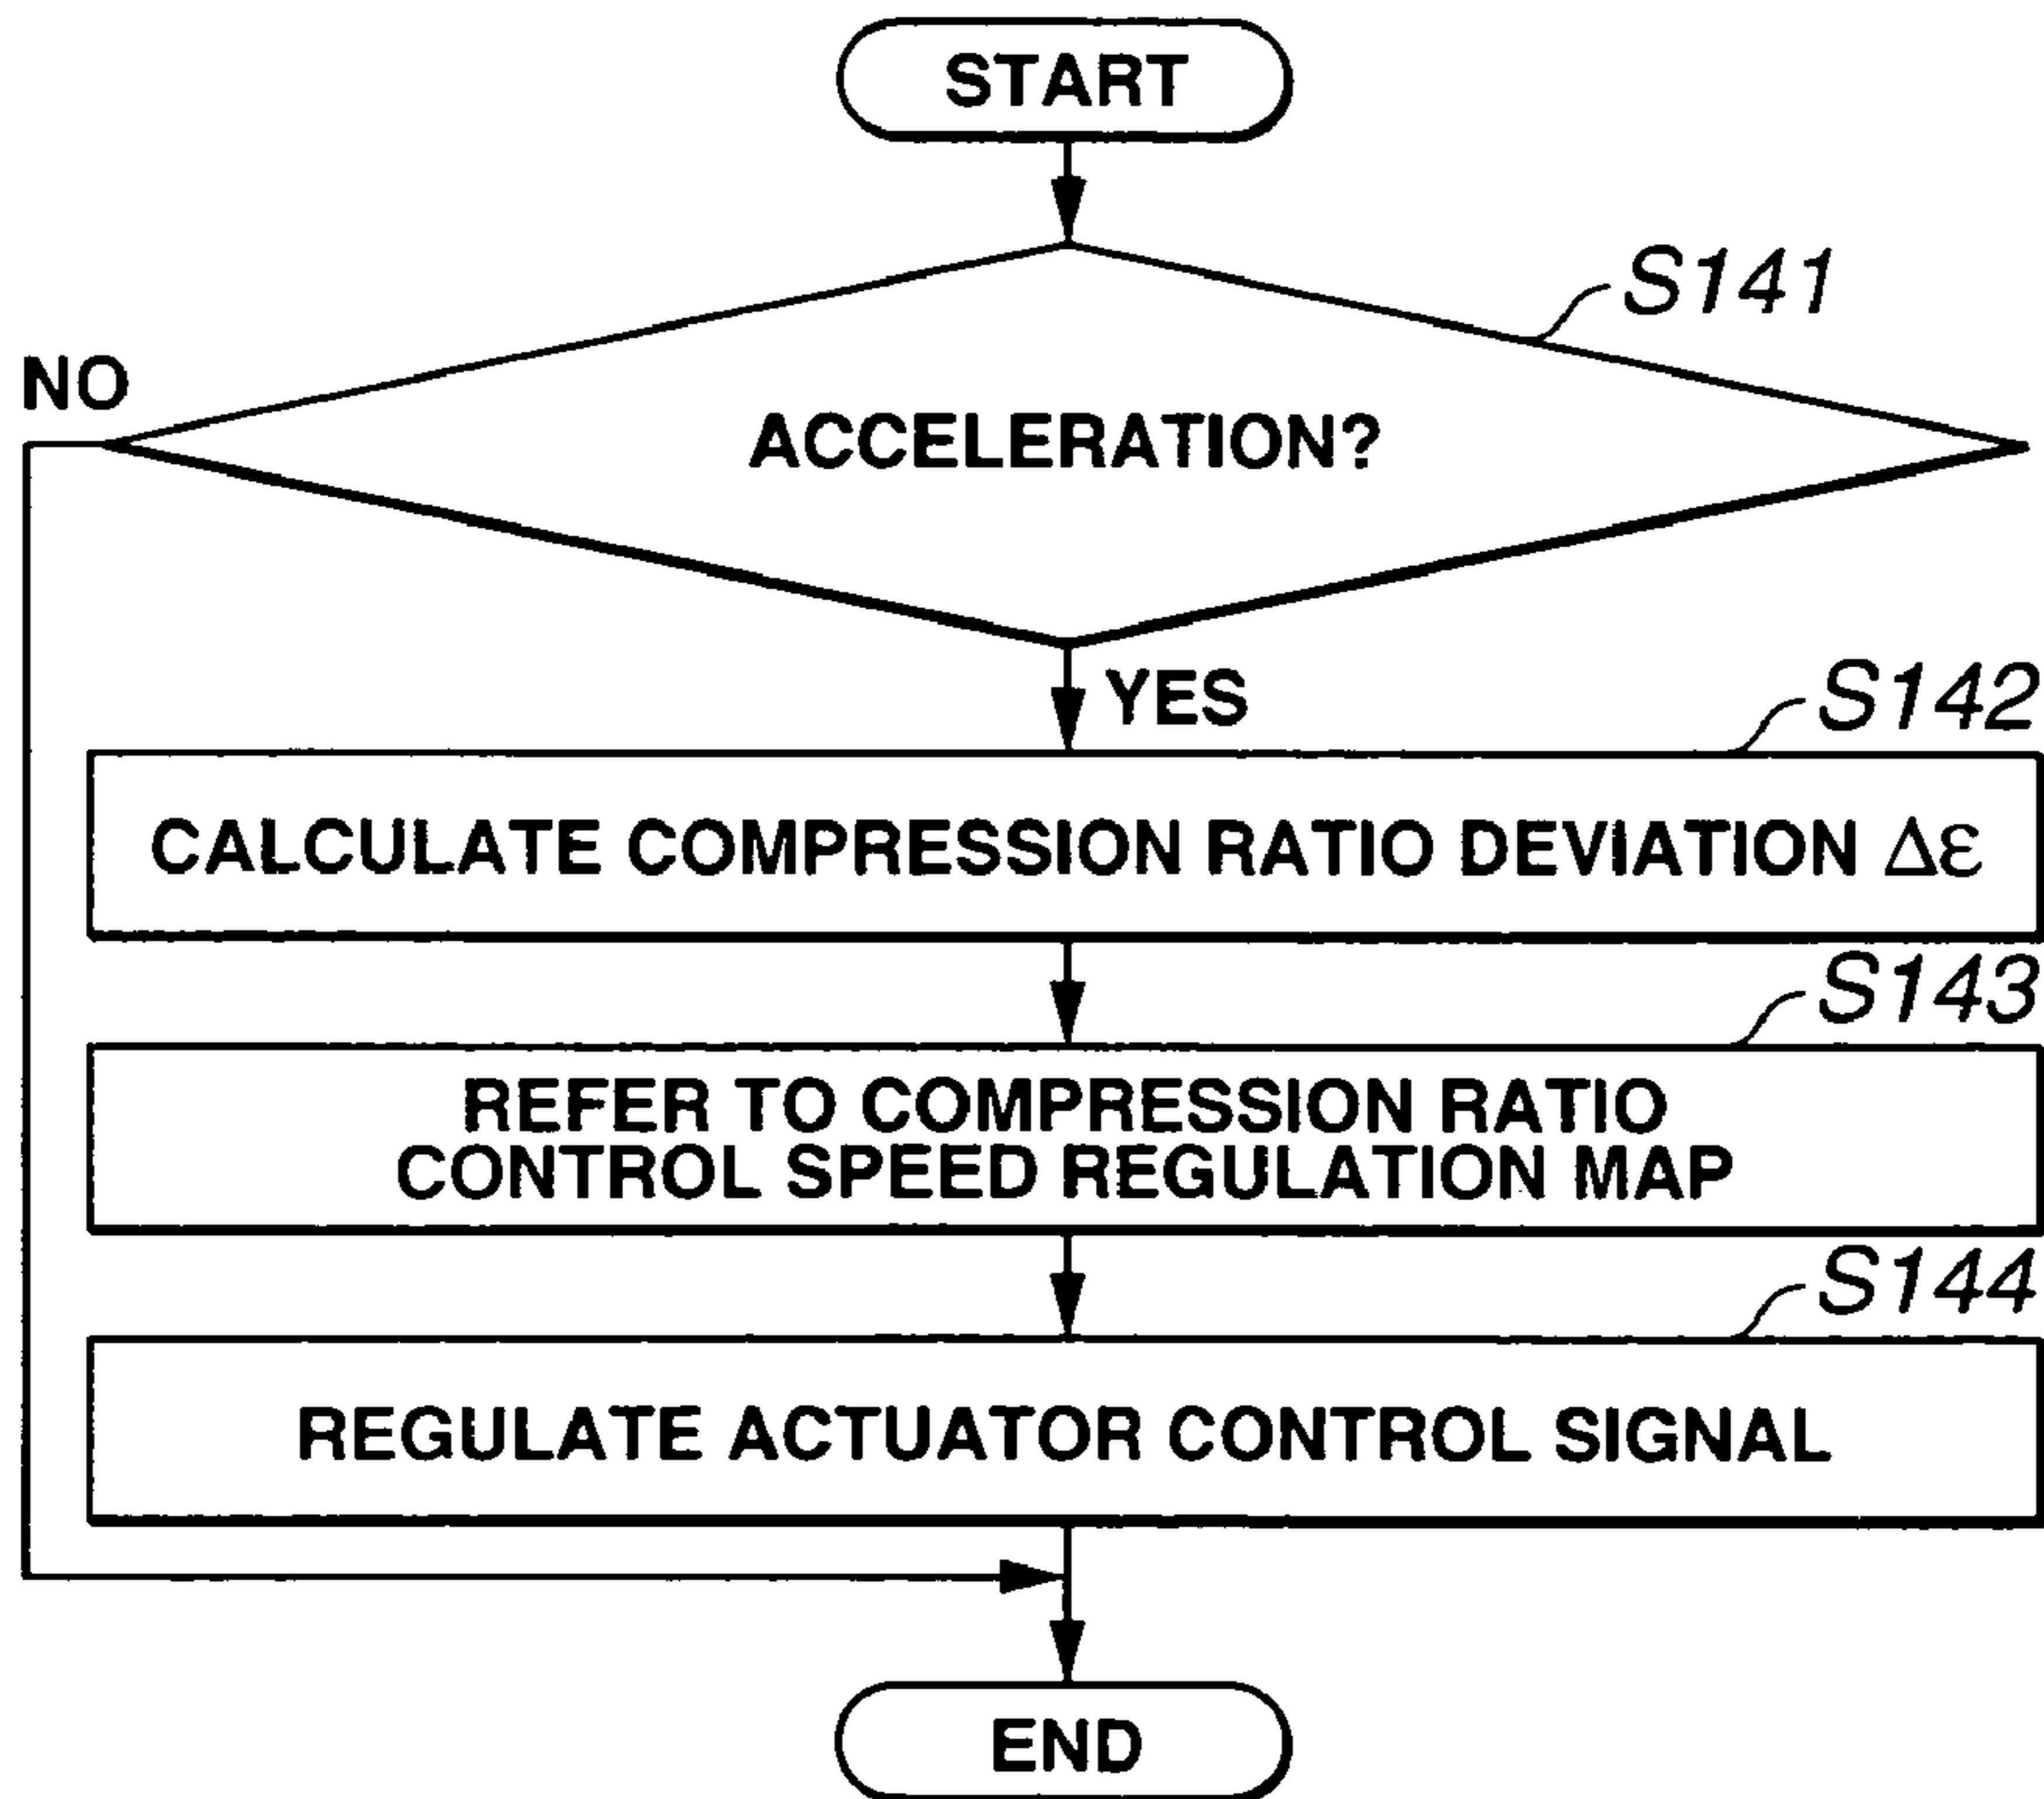 START
S141
NO
ACCELERATION?
YES
S142
CALCULATE COMPRESSION RATIO DEVIATION Δε
S143
REFER TO COMPRESSION RATIO
CONTROL SPEED REGULATION MAP
S144
REGULATE ACTUATOR CONTROL SIGNAL
END